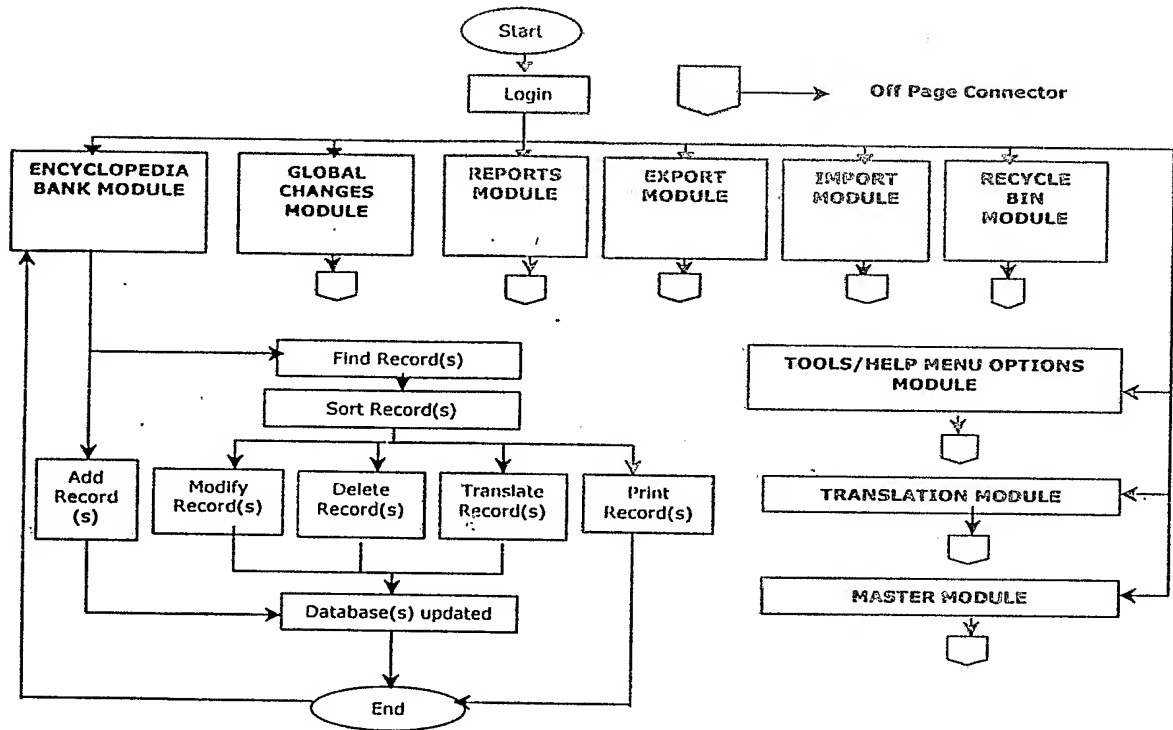 Start
Login
Off Page Connector
ENCYCLOPEDIA
BANK MODULE
GLOBAL
CHANGES
MODULE
REPORTS
MODULE
EXPORT
MODULE
IMPORT
MODULE
RECYCLE
BIN
MODULE
Find Record(s)
Sort Record(s)
TOOLS/HELP MENU OPTIONS
MODULE
Add
Record
(s)
Modify
Record(s)
Delete
Record(s)
Translate
Record(s)
Print
Record(s)
TRANSLATION MODULE
Database(s) updated
MASTER MODULE
End